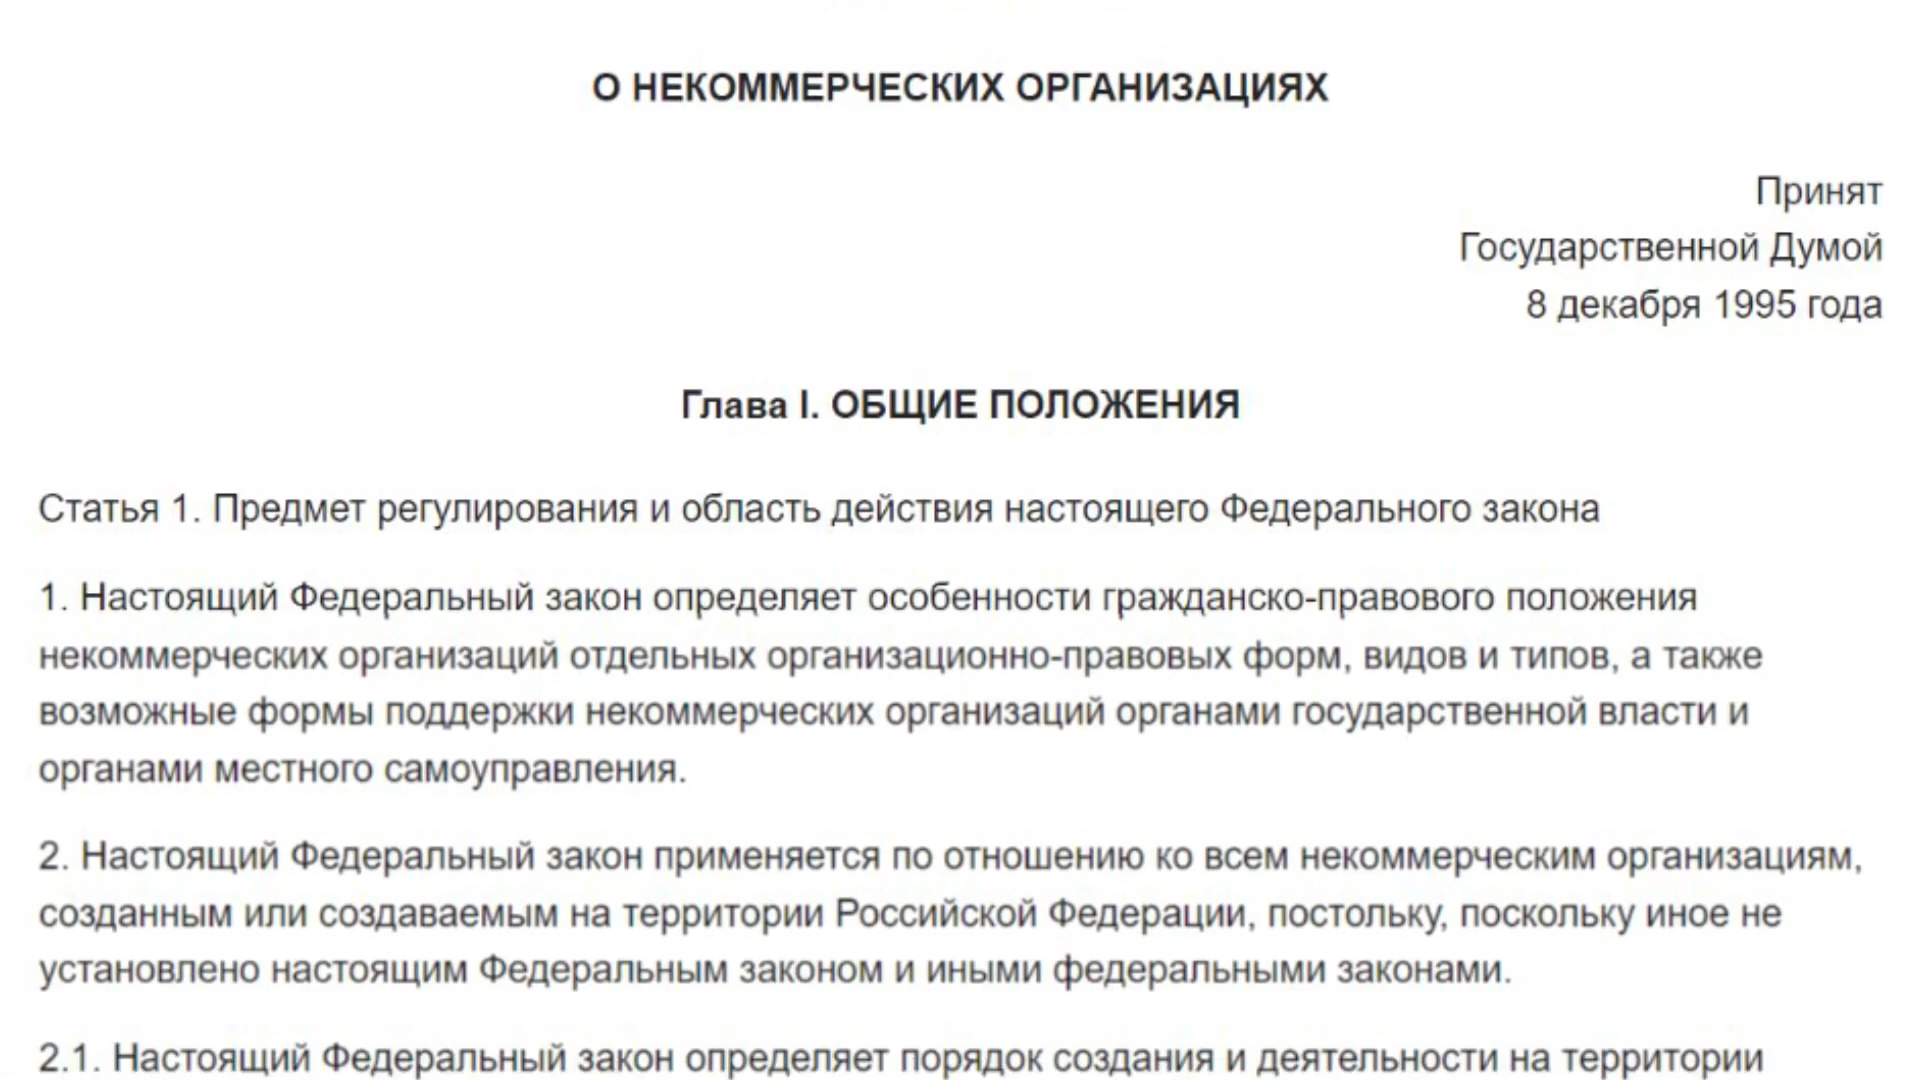 О НЕКОММЕРЧЕСКИХ ОРГАНИЗАЦИЯХ
Принят
Государственной Думой
8 декабря 1995 года
Глава I. ОБЩИЕ ПОЛОЖЕНИЯ
Статья 1. Предмет регулирования и область действия настоящего Федерального закона
1. Настоящий Федеральный закон определяет особенности гражданско-правового положения
некоммерческих организаций отдельных организационно-правовых форм, видов и типов, а также
возможные формы поддержки некоммерческих организаций органами государственной власти и
органами местного самоуправления.
2. Настоящий Федеральный закон применяется по отношению ко всем некоммерческим организациям,
созданным или создаваемым на территории Российской Федерации, постольку, поскольку иное не
установлено настоящим Федеральным законом и иными федеральными законами.
2.1. Настоящий Федеральный закон определяет порядок создания и деятельности на территории